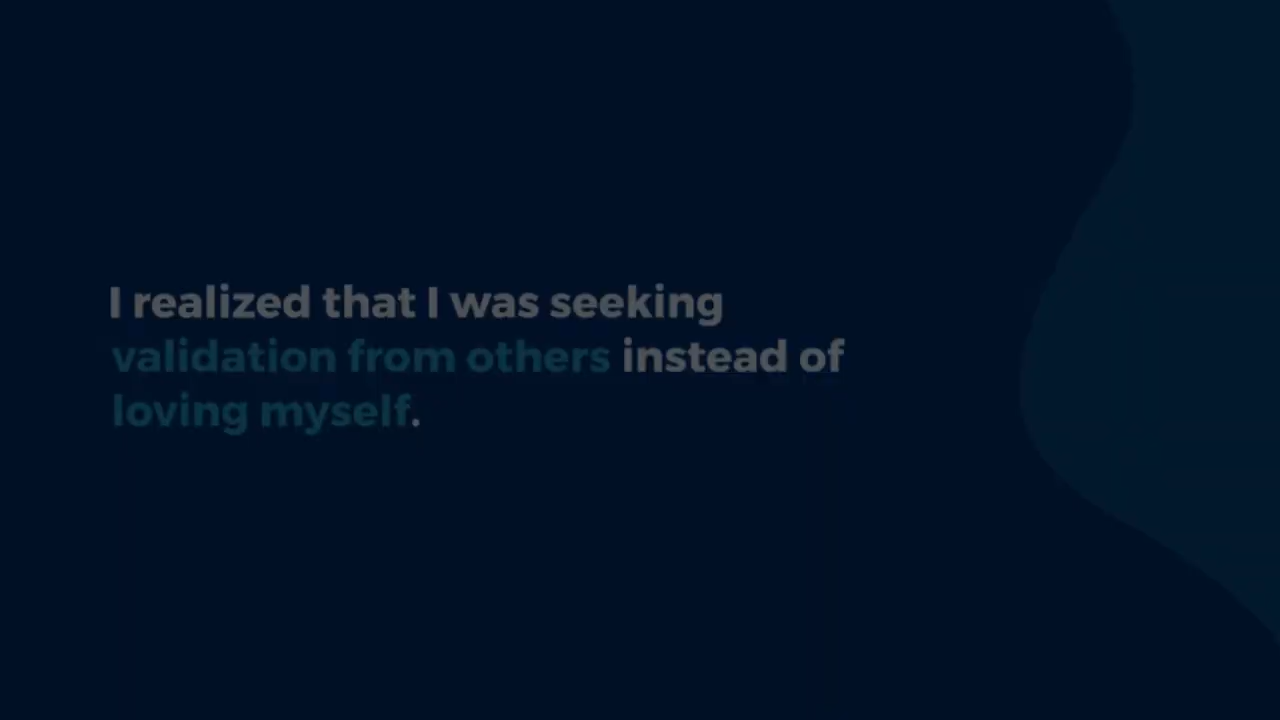 I realized that I was seeking
validation from others instead of
loving myself.